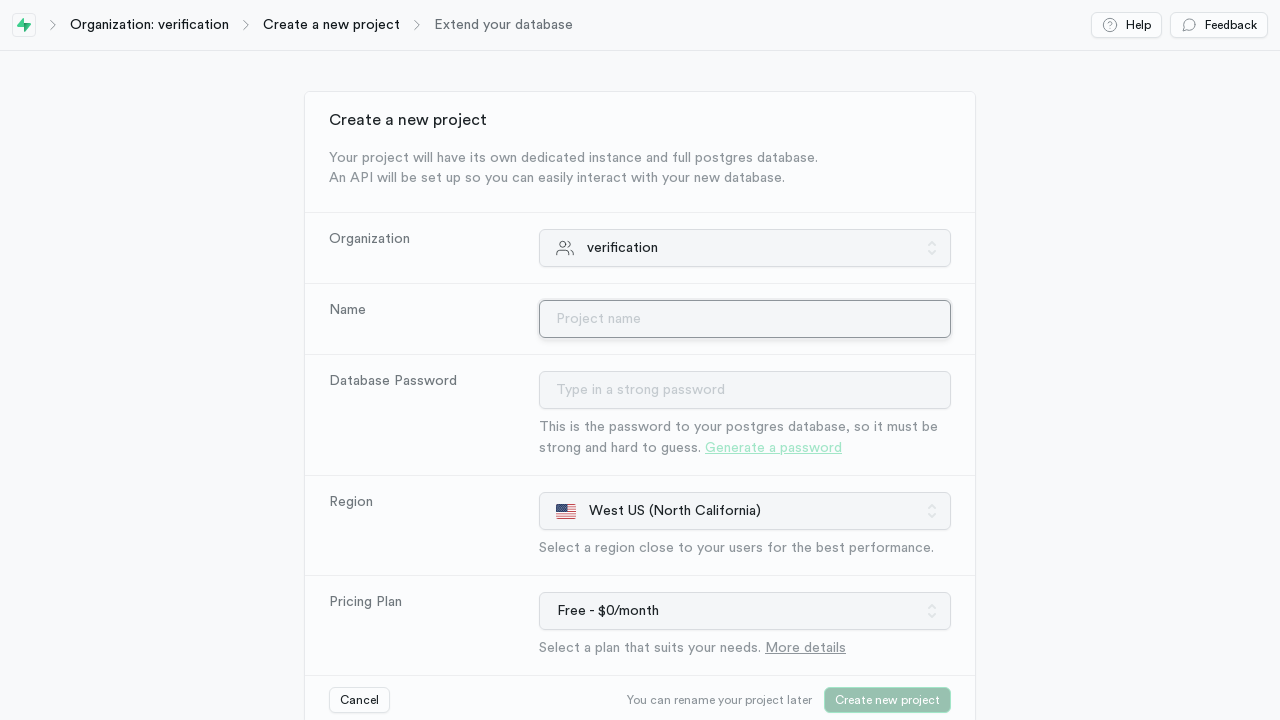 Organization: verification
Create a new project
Extend your database
Help
Feedback
Create a new project
Your project will have its own dedicated instance and full postgres database.
An API will be set up so you can easily interact with your new database.
Organization
verification
Name
Project name
Database Password
Type in a strong password
This is the password to your postgres database, so it must be
strong and hard to guess. Generate a password
Region
West US (North California)
Select a region close to your users for the best performance.
Pricing Plan
Free - $0/month
Select a plan that suits your needs. More details
Cancel
You can rename your project later
Create new project